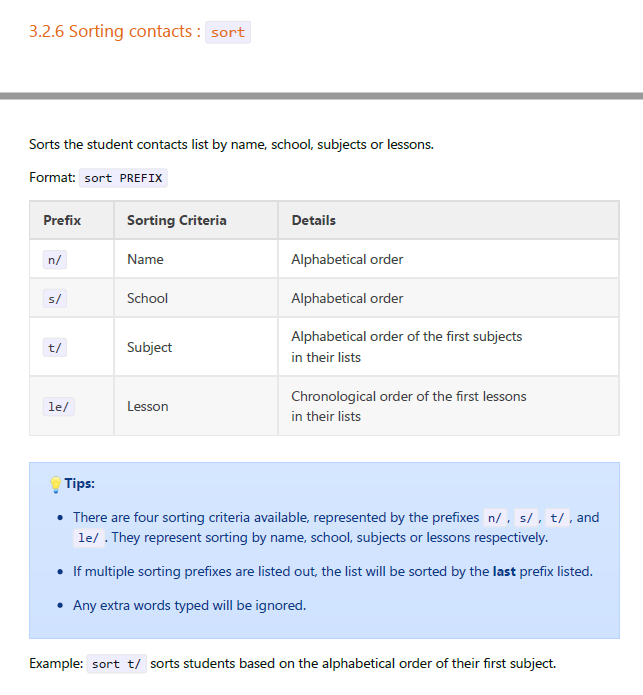 3.2.6 Sorting contacts : sort
Sorts the student contacts list by name, school, subjects or lessons.
Format: sort PREFIX
Prefix Sorting Criteria Details
n/ Name Alphabetical order
s/ School Alphabetical order
t/ Subject Alphabetical order of the first subjects
in their lists
le/ Lesson Chronological order of the first lessons
in their lists
💡Tips:
• There are four sorting criteria available, represented by the prefixes n/ , s/ , t/ , and
le/ . They represent sorting by name, school, subjects or lessons respectively.
• If multiple sorting prefixes are listed out, the list will be sorted by the last prefix listed.
• Any extra words typed will be ignored.
Example: sort t/ sorts students based on the alphabetical order of their first subject.